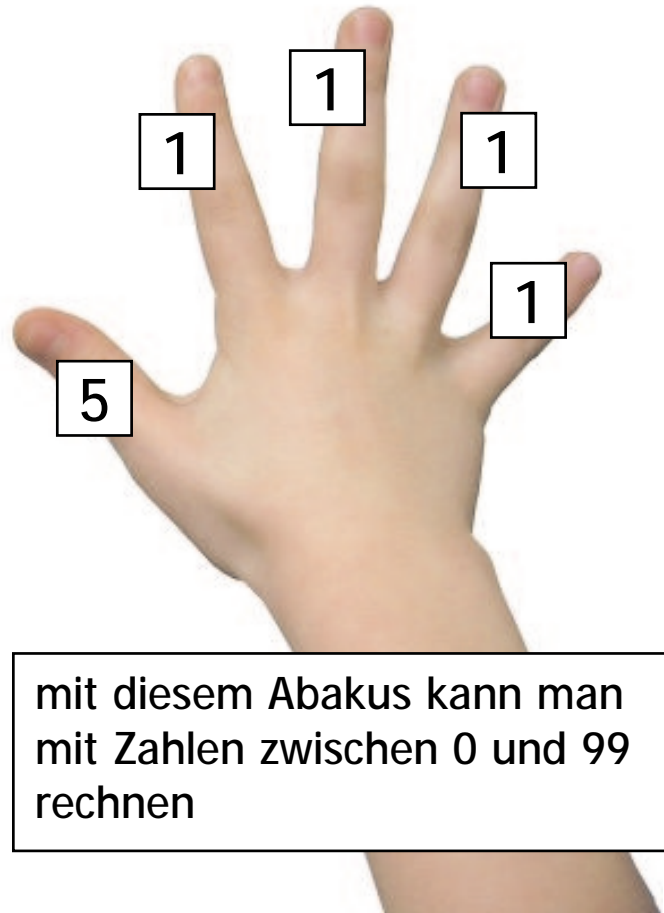 1
1
1
1
5
mit diesem Abakus kann man
mit Zahlen zwischen 0 und 99
rechnen